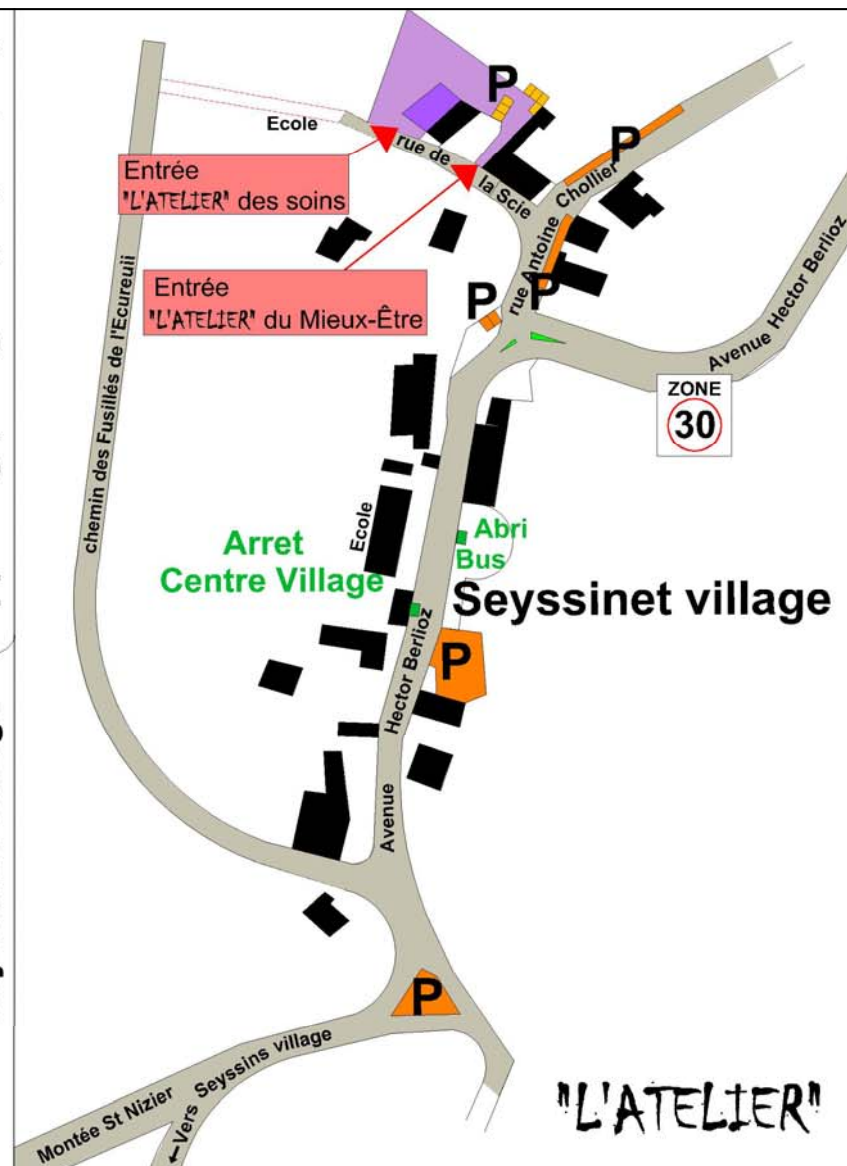 P
Ecole
rue de
la Scie
P
Entrée
"L'ATELIER" des soins
rue Antoine Chollier
Entrée
"L'ATELIER" du Mieux-Être
P
P
Avenue Hector Berlioz
ZONE
30
chemin des Fusillés de l'Ecureuil
Ecole
Arret
Centre Village
Abri
Bus
Seyssinet village
P
Avenue Hector Berlioz
P
Montée St Nizier
←Vers Seyssins village
"L'ATELIER"